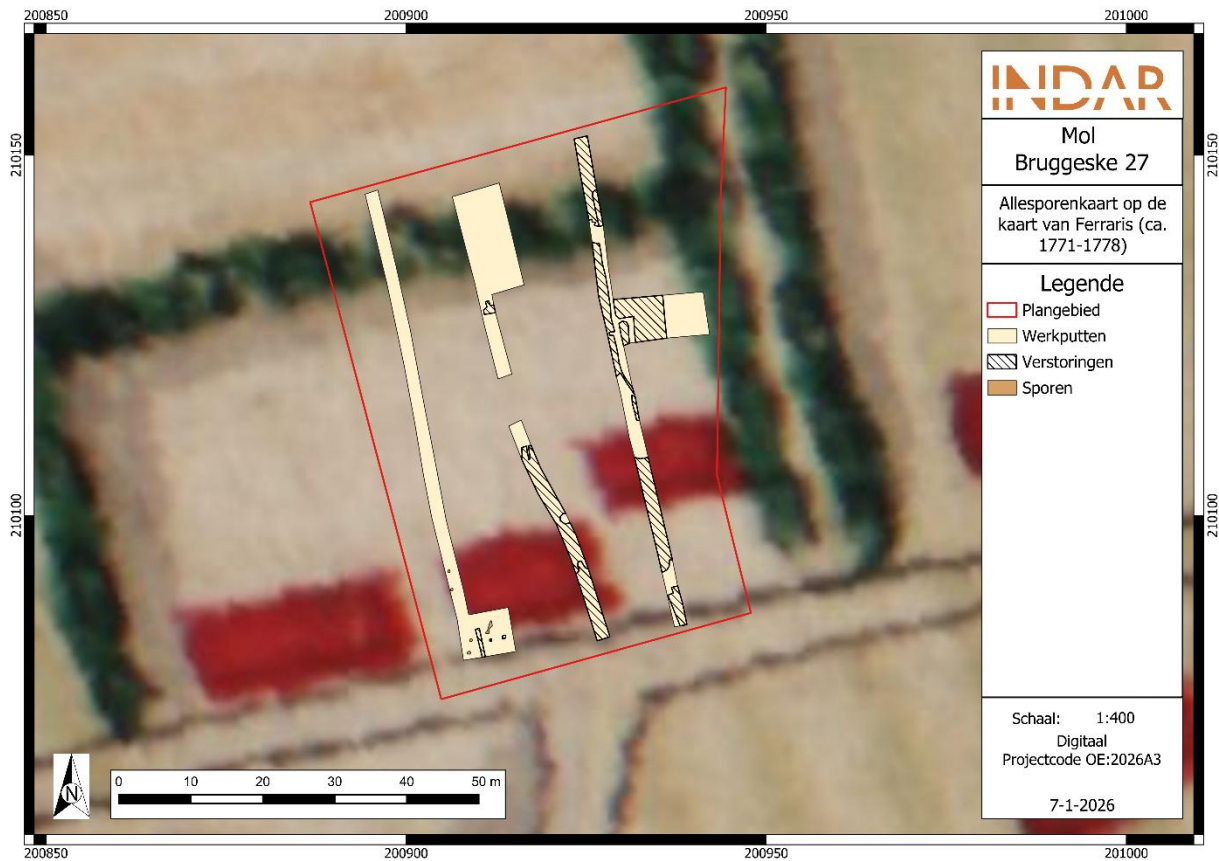 200850
200900
200950
201000
210150
210150
210100
210100
INDAR
Mol
Bruggeske 27
Allesporenkaart op de
kaart van Ferraris (ca.
1771-1778)
Legende
Plangebied
Werkputten
Verstoringen
Sporen
Schaal: 1:400
Digitaal
Projectcode OE:2026A3
7-1-2026
N
0 10 20 30 40 50 m
200850
200900
200950
201000